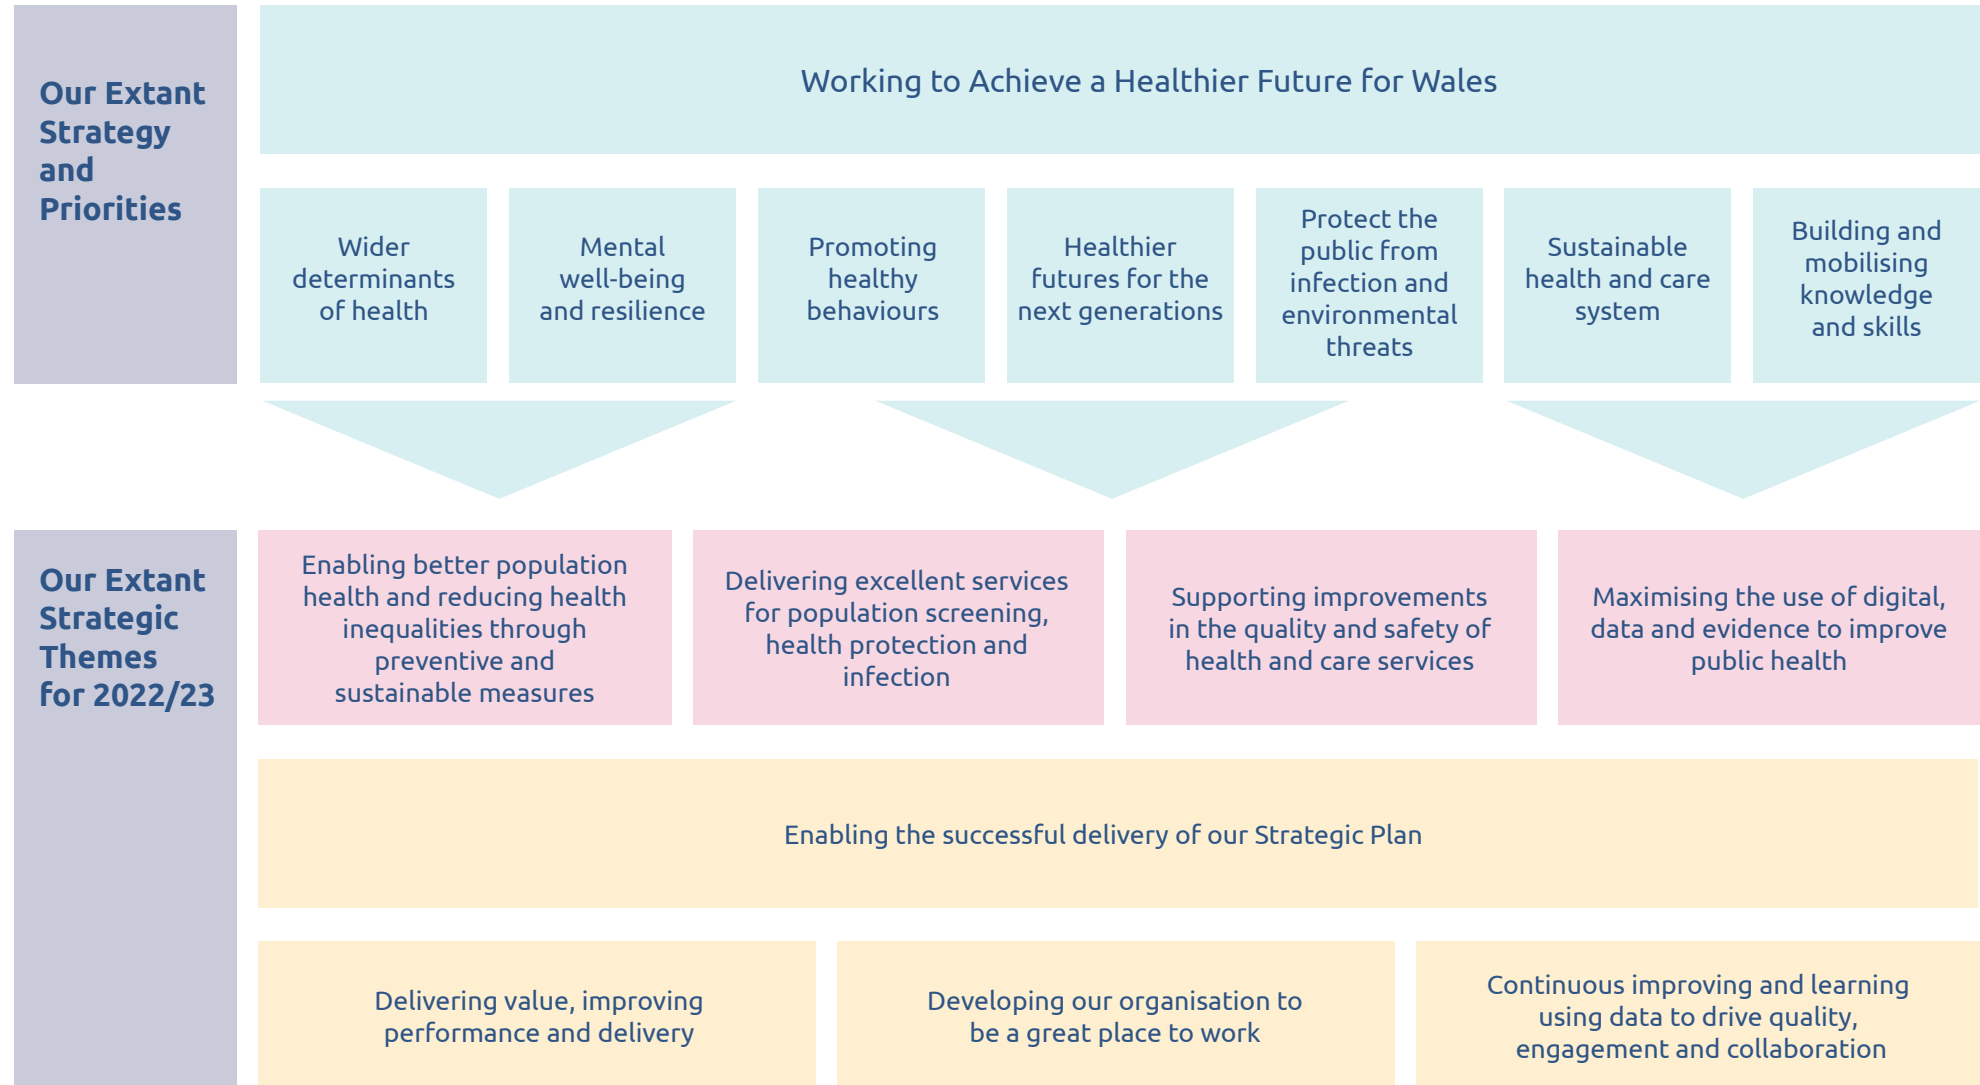 Our Extant
Strategy
and
Priorities
Working to Achieve a Healthier Future for Wales
Wider
determinants
of health
Mental
well-being
and resilience
Promoting
healthy
behaviours
Healthier
futures for the
next generations
Protect the
public from
infection and
environmental
threats
Sustainable
health and care
system
Building and
mobilising
knowledge
and skills
Our Extant
Strategic
Themes
for 2022/23
Enabling better population
health and reducing health
inequalities through
preventive and
sustainable measures
Delivering excellent services
for population screening,
health protection and
infection
Supporting improvements
in the quality and safety of
health and care services
Maximising the use of digital,
data and evidence to improve
public health
Enabling the successful delivery of our Strategic Plan
Delivering value, improving
performance and delivery
Developing our organisation to
be a great place to work
Continuous improving and learning
using data to drive quality,
engagement and collaboration